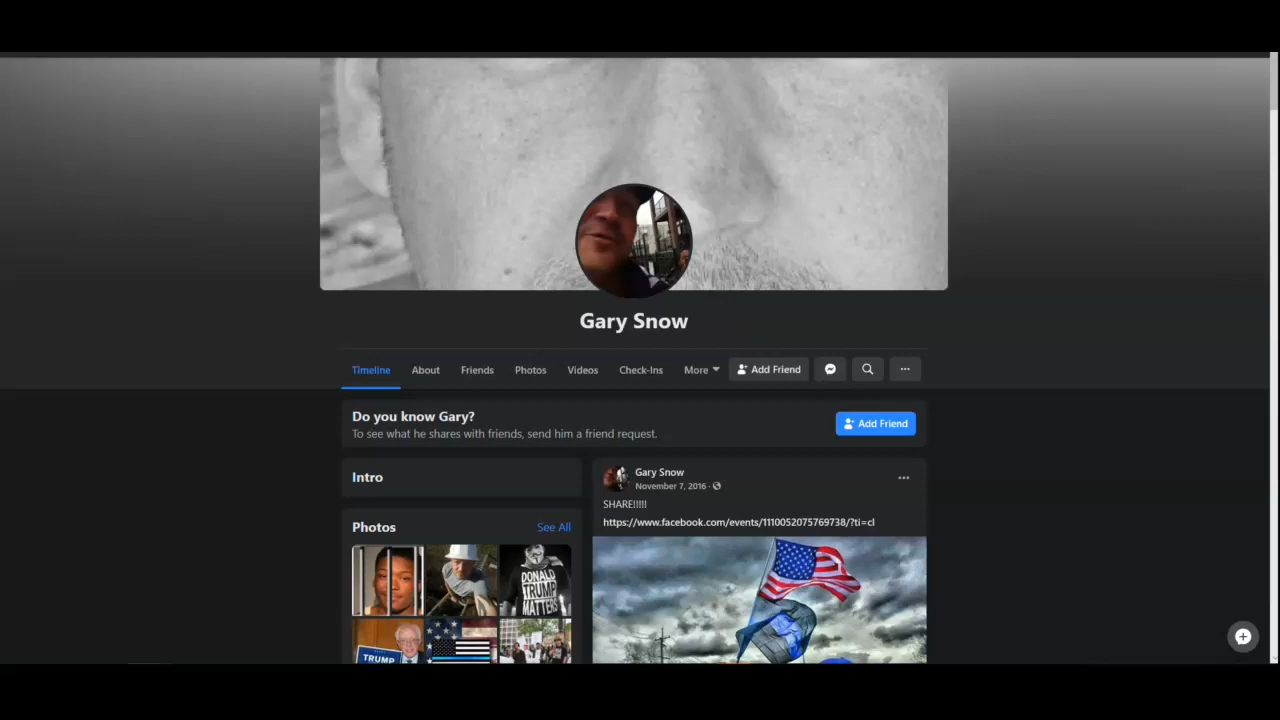 Gary Snow
Timeline
About
Friends
Photos
Videos
Check-Ins
More
Add Friend
Do you know Gary?
To see what he shares with friends, send him a friend request.
Add Friend
Intro
Photos
See All
DONALD
TRUMP
MATTERS
TRUMP
Gary Snow
November 7, 2016 ·
SHARE!!!!!
https://www.facebook.com/events/1110052075769738/?ti=cl